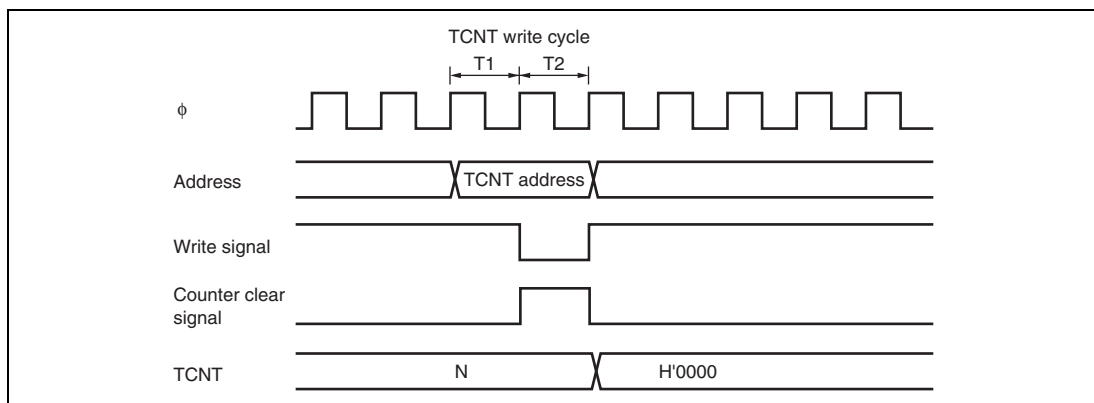 TCNT write cycle
T1 T2
ϕ
Address TCNT address
Write signal
Counter clear
signal
TCNT N H'0000